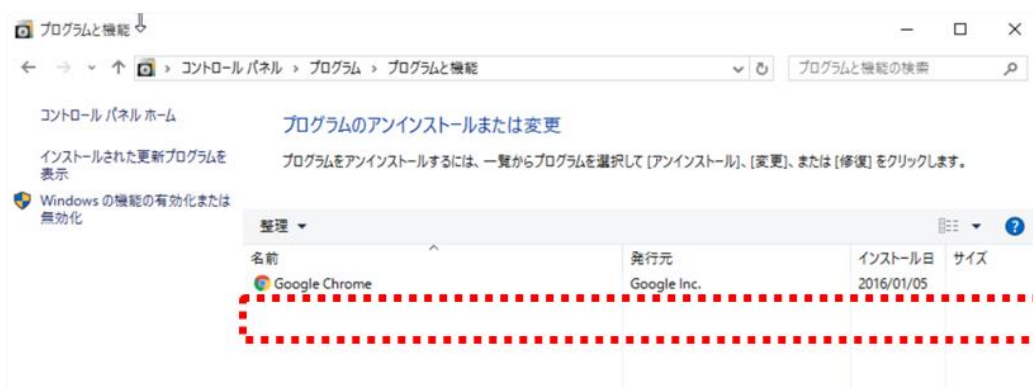 プログラムと機能
コントロール パネル › プログラム › プログラムと機能
プログラムと機能の検索
コントロール パネル ホーム
インストールされた更新プログラムを
表示
Windows の機能の有効化または
無効化
プログラムのアンインストールまたは変更
プログラムをアンインストールするには、一覧からプログラムを選択して [アンインストール]、[変更]、または [修復] をクリックします。
整理
名前 発行元 インストール日 サイズ
Google Chrome Google Inc. 2016/01/05